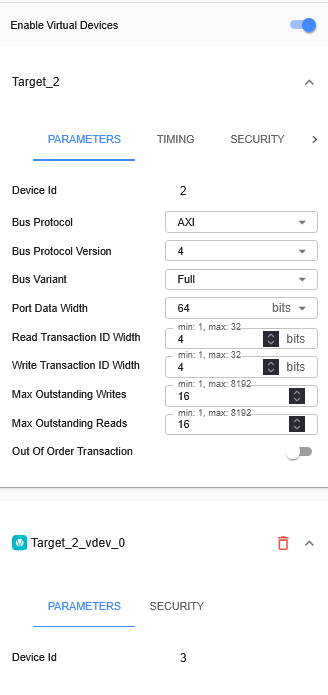 Enable Virtual Devices
Target_2
PARAMETERS TIMING SECURITY
Device Id 2
Bus Protocol AXI
Bus Protocol Version 4
Bus Variant Full
Port Data Width 64 bits
min: 1, max: 32
Read Transaction ID Width 4 bits
min: 1, max: 32
Write Transaction ID Width 4 bits
min: 1, max: 8192
Max Outstanding Writes 16
min: 1, max: 8192
Max Outstanding Reads 16
Out Of Order Transaction
Target_2_vdev_0
PARAMETERS SECURITY
Device Id 3